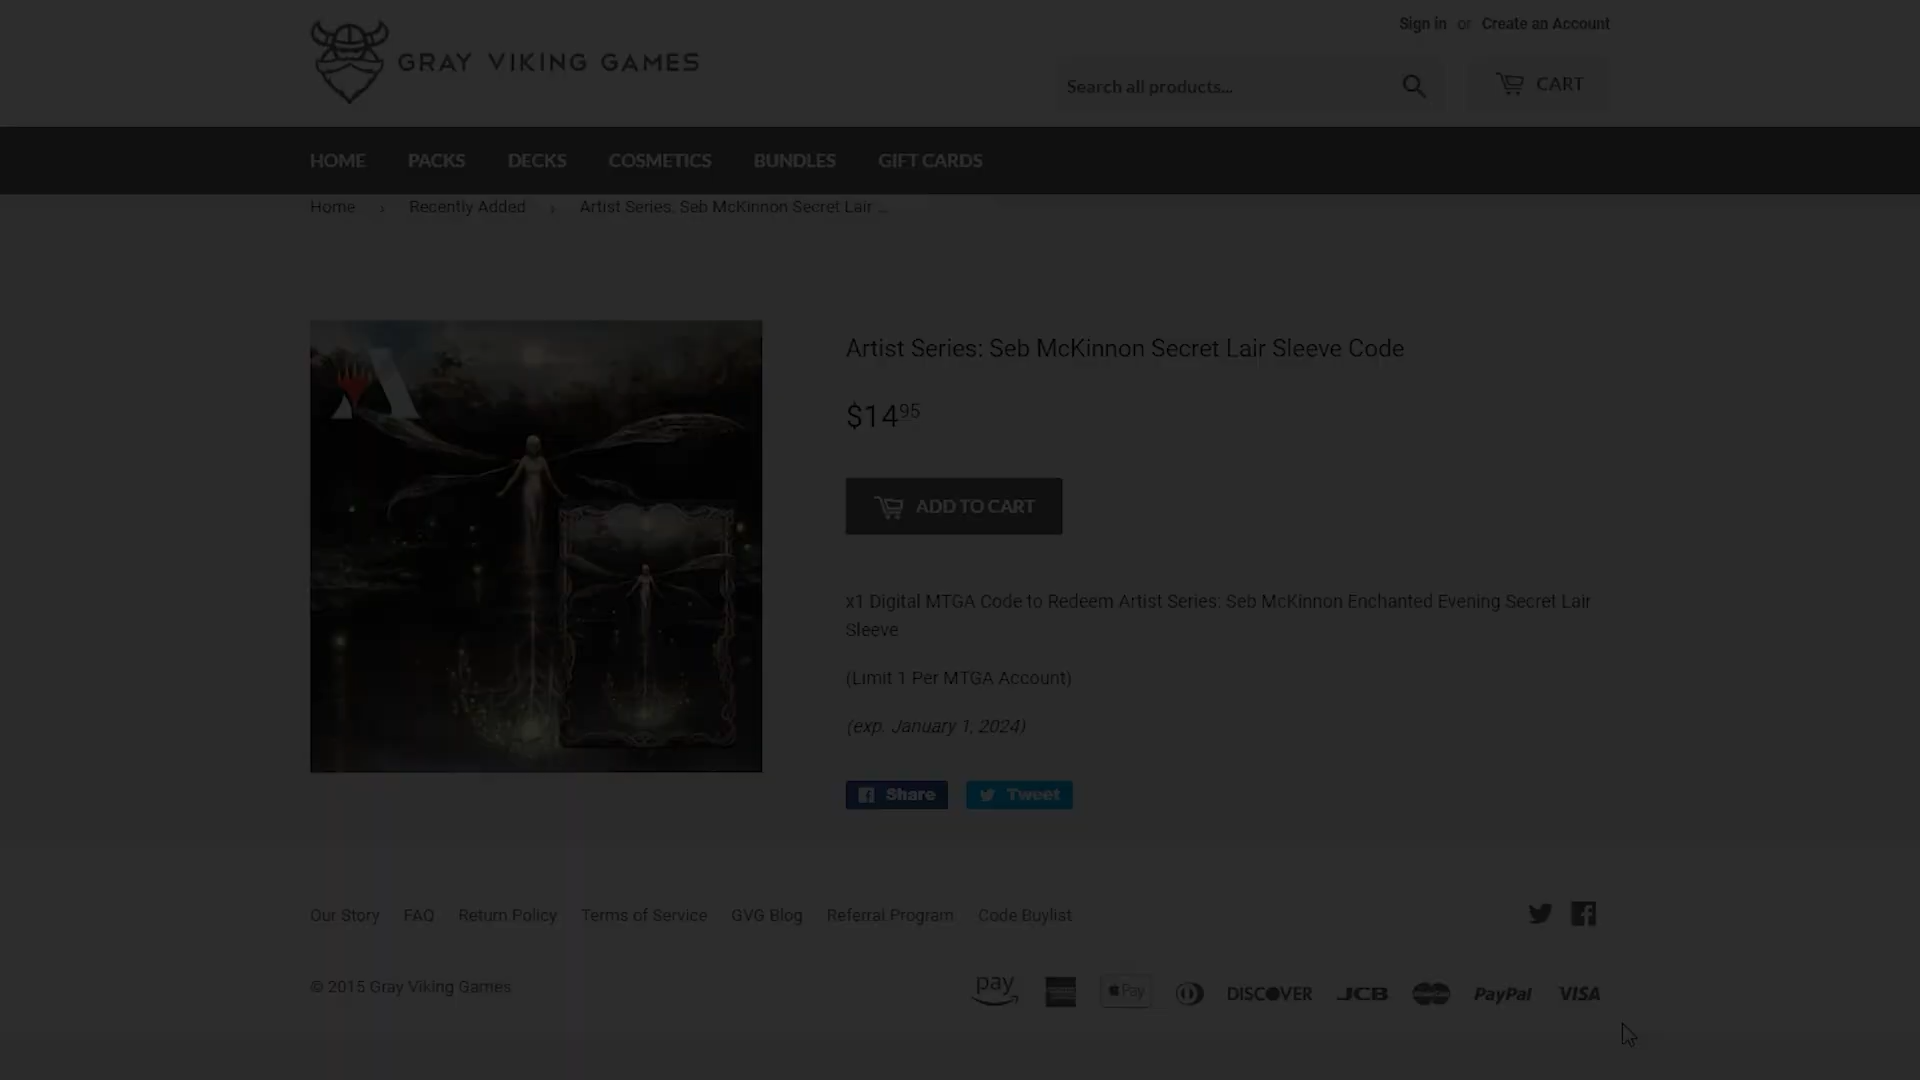 GRAY VIKING GAMES
Sign in or Create an Account
Search all products...
CART
HOME PACKS DECKS COSMETICS BUNDLES GIFT CARDS
Home › Recently Added › Artist Series: Seb McKinnon Secret Lair ...
Artist Series: Seb McKinnon Secret Lair Sleeve Code
$1495
ADD TO CART
x1 Digital MTGA Code to Redeem Artist Series: Seb McKinnon Enchanted Evening Secret Lair
Sleeve
(Limit 1 Per MTGA Account)
(exp. January 1, 2024)
Share Tweet
Our Story FAQ Return Policy Terms of Service GVG Blog Referral Program Code Buylist
© 2015 Gray Viking Games
pay Pay DISCOVER JCB PayPal VISA